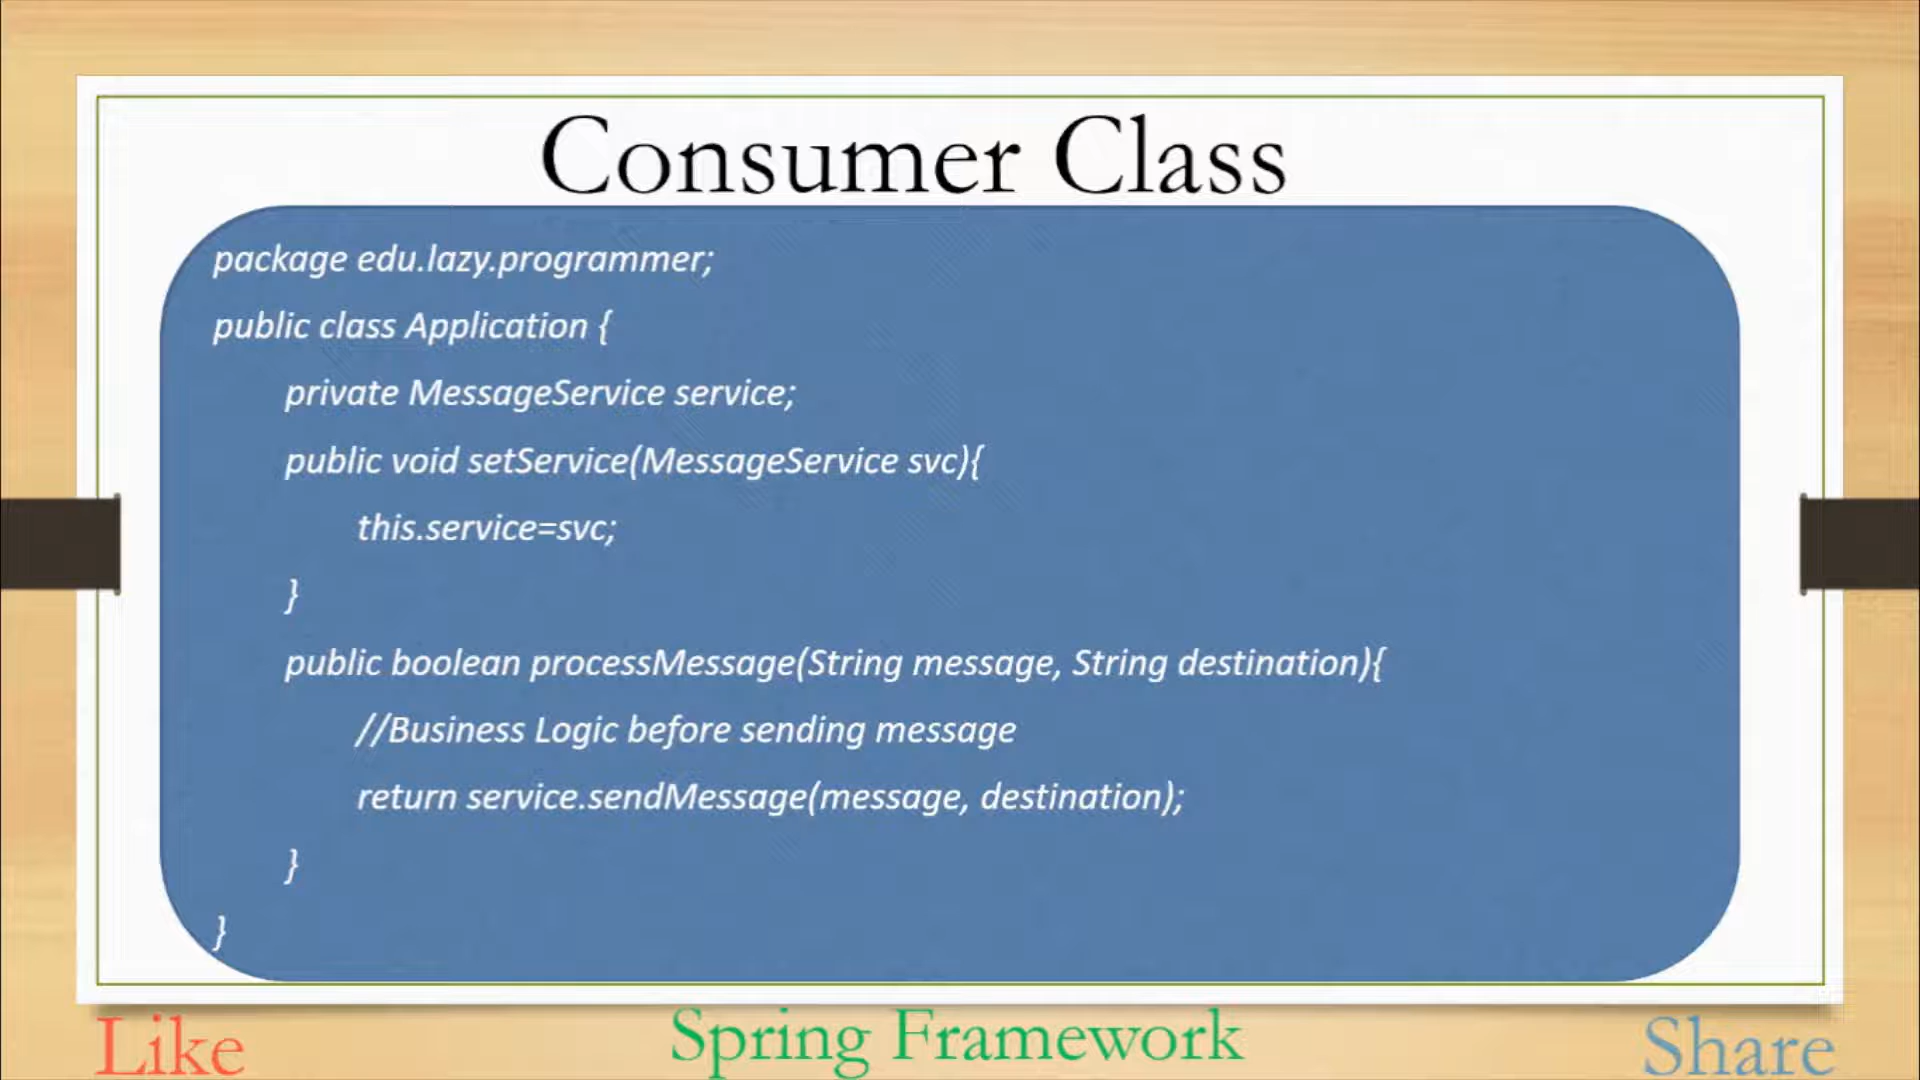 Consumer Class
package edu.lazy.programmer;
public class Application {
private MessageService service;
public void setService(MessageService svc){
this.service=svc;
}
public boolean processMessage(String message, String destination){
//Business Logic before sending message
return service.sendMessage(message, destination);
}
}
Like
Spring Framework
Share